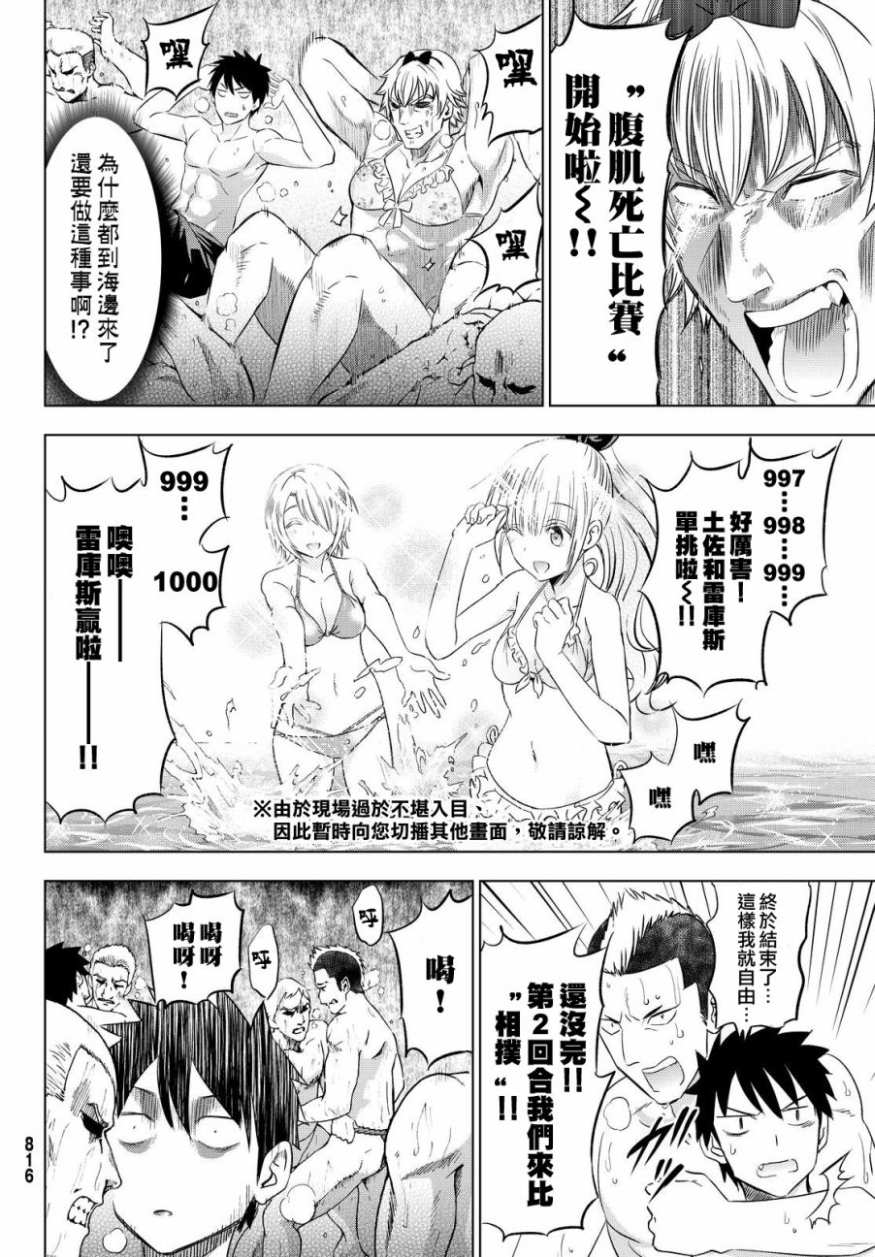 ”腹肌死亡比賽“
開始啦～!!
嘿
嘿
嘿
嘿
為什麼都到海邊來了
還要做這種事啊!?
997…
998…
999…
好厲害！
土佐和雷庫斯
單挑啦～!!
嘿
嘿
999…
1000
噢噢——
雷庫斯贏啦——!!
※由於現場過於不堪入目、
因此暫時向您切播其他畫面，敬請諒解。
終於結束了…
這樣我就自由…
還沒完!!
第2回合我們來比
”相撲“!!
喝！
呼
呼
喝呀
喝呀！
816